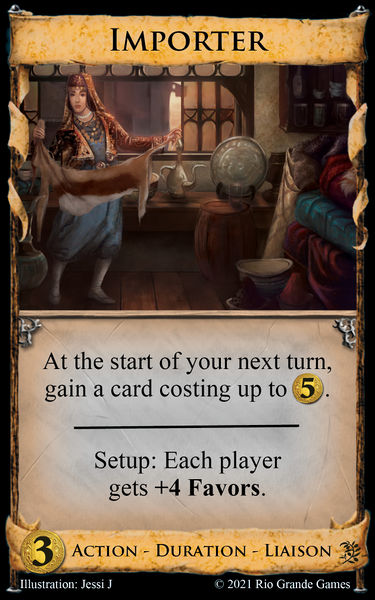 IMPORTER
At the start of your next turn,
gain a card costing up to 5.
Setup: Each player
gets +4 Favors.
3 ACTION - DURATION - LIAISON
Illustration: Jessi J © 2021 Rio Grande Games